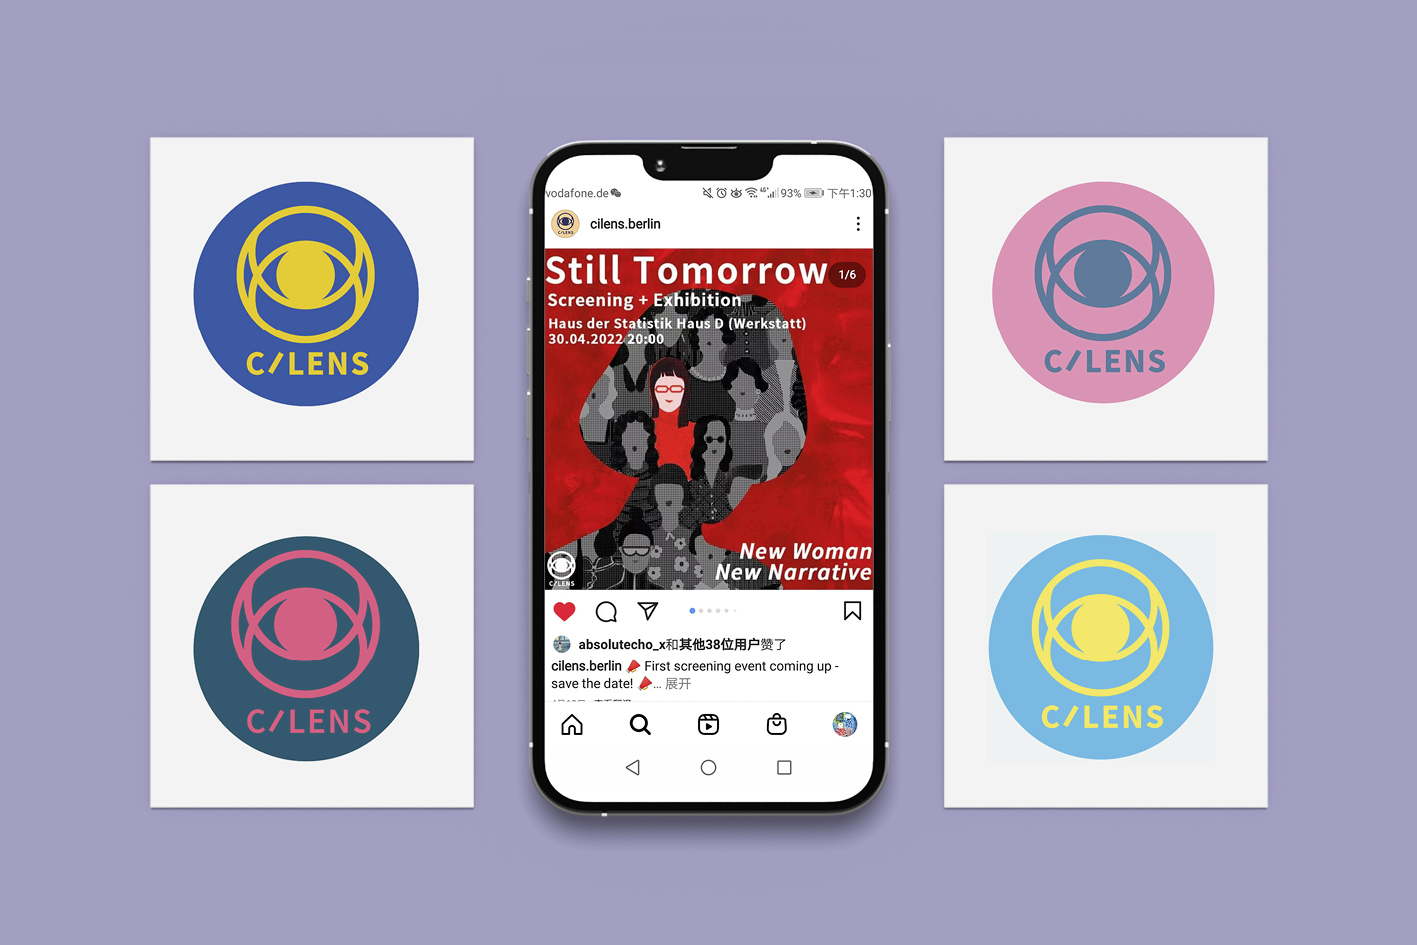 C/LENS
C/LENS
vodafone.de
4G+
93%
下午1:30
cilens.berlin
C/LENS
Still Tomorrow
1/6
Screening + Exhibition
Haus der Statistik Haus D (Werkstatt)
30.04.2022 20:00
New Woman
New Narrative
C/LENS
absolutecho_x和其他38位用户赞了
cilens.berlin 📣 First screening event coming up -
save the date! 📣... 展开
C/LENS
C/LENS